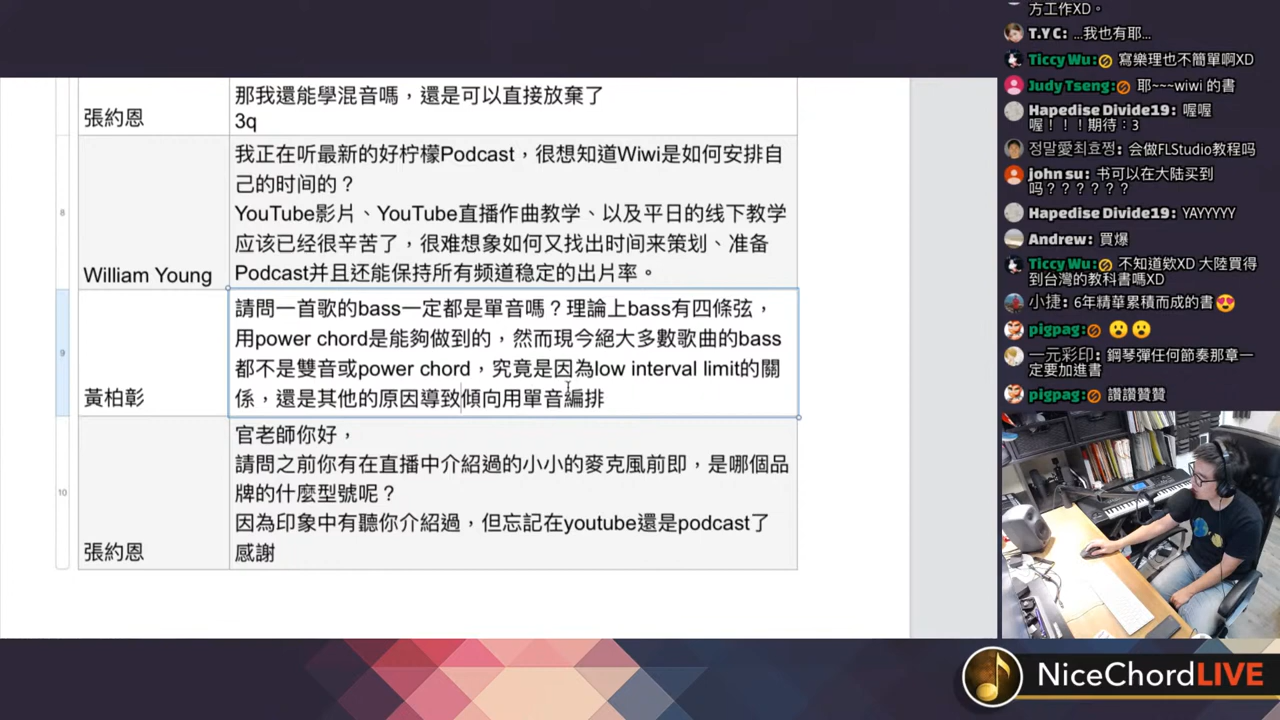 那我還能學混音嗎，還是可以直接放棄了
張約恩
3q
8
我正在听最新的好柠檬Podcast，很想知道Wiwi是如何安排自
己的时间的？
YouTube影片、YouTube直播作曲教学、以及平日的线下教学
应该已经很辛苦了，很难想象如何又找出时间来策划、准备
William Young
Podcast并且还能保持所有频道稳定的出片率。
9
請問一首歌的bass一定都是單音嗎？理論上bass有四條弦，
用power chord是能夠做到的，然而現今絕大多數歌曲的bass
都不是雙音或power chord，究竟是因為low interval limit的關
黃柏彰
係，還是其他的原因導致傾向用單音編排
10
官老師你好，
請問之前你有在直播中介紹過的小小的麥克風前即，是哪個品
牌的什麼型號呢？
因為印象中有聽你介紹過，但忘記在youtube還是podcast了
張約恩
感謝
方工作XD。
T.Y C: ...我也有耶...
Ticcy Wu: 寫樂理也不簡單啊XD
Judy Tseng: 耶~~~wiwi 的書
Hapedise Divide19: 喔喔
喔！！！期待：3
정말愛최효쩡: 会做FLStudio教程吗
john su: 书可以在大陆买到
吗？？？？？？
Hapedise Divide19: YAYYYYY
Andrew: 買爆
Ticcy Wu: 不知道欸XD 大陸買得
到台灣的教科書嗎XD
小捷: 6年精華累積而成的書😍
pigpag: 😮😮
一元彩印: 鋼琴彈任何節奏那章一
定要加進書
pigpag: 讚讚贊贊
NiceChordLIVE